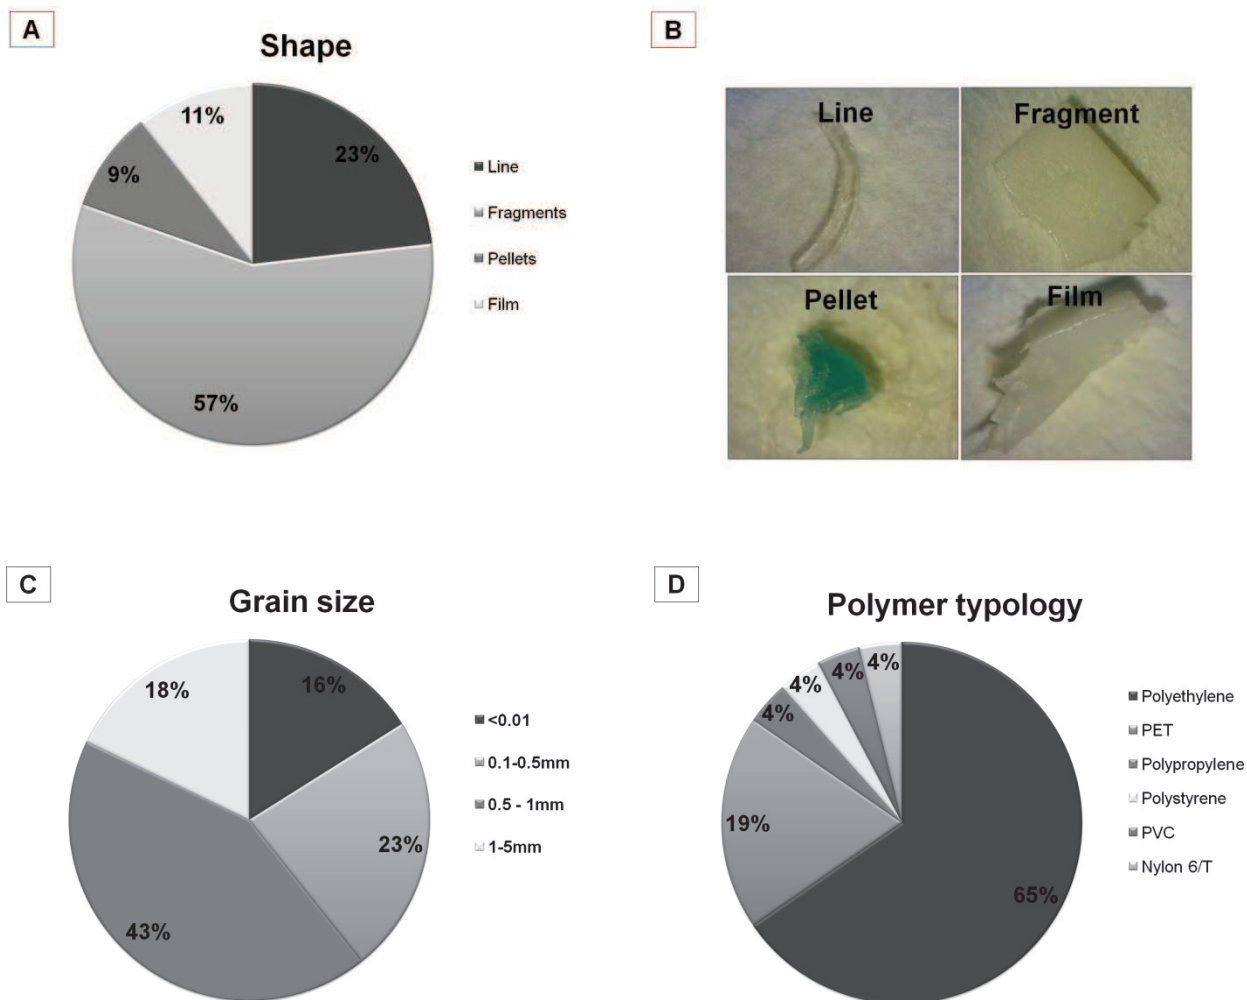 A
Shape
11%
23%
9%
57%
Line
Fragments
Pellets
Film
B
Line
Fragment
Pellet
Film
C
Grain size
18%
16%
23%
43%
<0.01
0.1-0.5mm
0.5 - 1mm
1-5mm
D
Polymer typology
4%
4%
4%
4%
19%
65%
Polyethylene
PET
Polypropylene
Polystyrene
PVC
Nylon 6/T